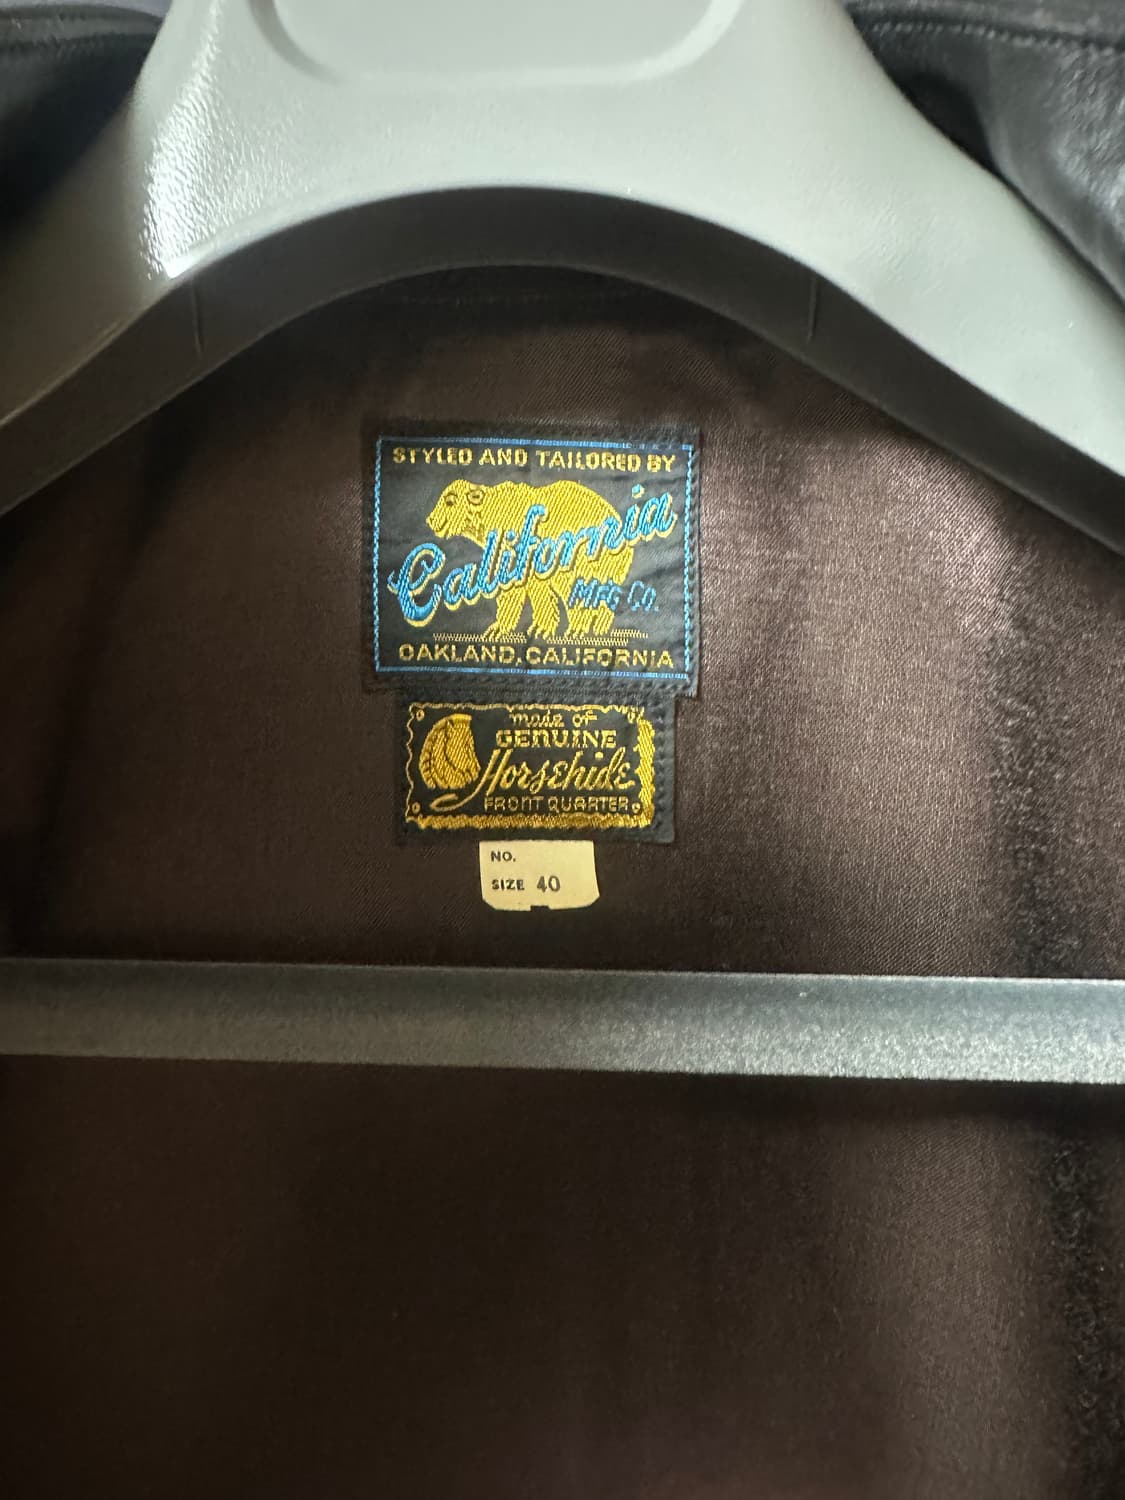 STYLED AND TAILORED BY
California
MFG CO.
OAKLAND, CALIFORNIA
made of
GENUINE
Horsehide
FRONT QUARTER
NO.
SIZE 40